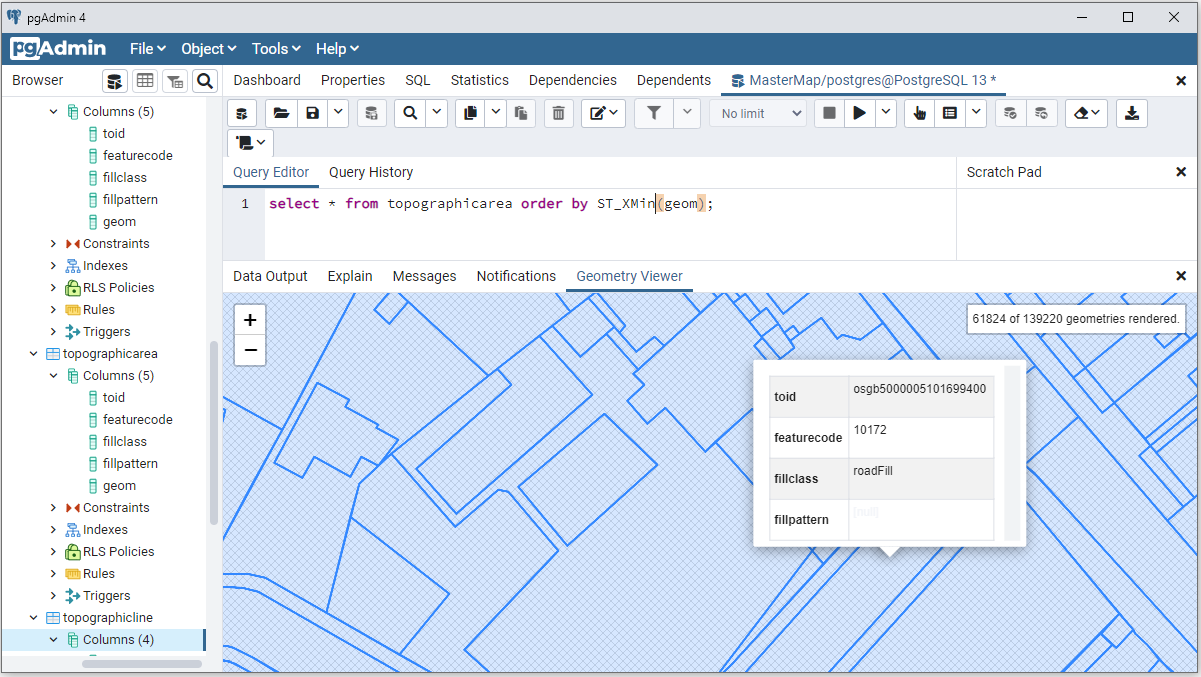 pgAdmin 4
pgAdmin File Object Tools Help
Browser
Dashboard Properties SQL Statistics Dependencies Dependents MasterMap/postgres@PostgreSQL 13 *
No limit
Columns (5)
toid
featurecode
fillclass
fillpattern
geom
Constraints
Indexes
RLS Policies
Rules
Triggers
topographicarea
Columns (5)
toid
featurecode
fillclass
fillpattern
geom
Constraints
Indexes
RLS Policies
Rules
Triggers
topographicline
Columns (4)
Query Editor Query History
Scratch Pad
1 select * from topographicarea order by ST_XMin(geom);
Data Output Explain Messages Notifications Geometry Viewer
+
−
61824 of 139220 geometries rendered.
toid osgb5000005101699400
featurecode 10172
fillclass roadFill
fillpattern [null]